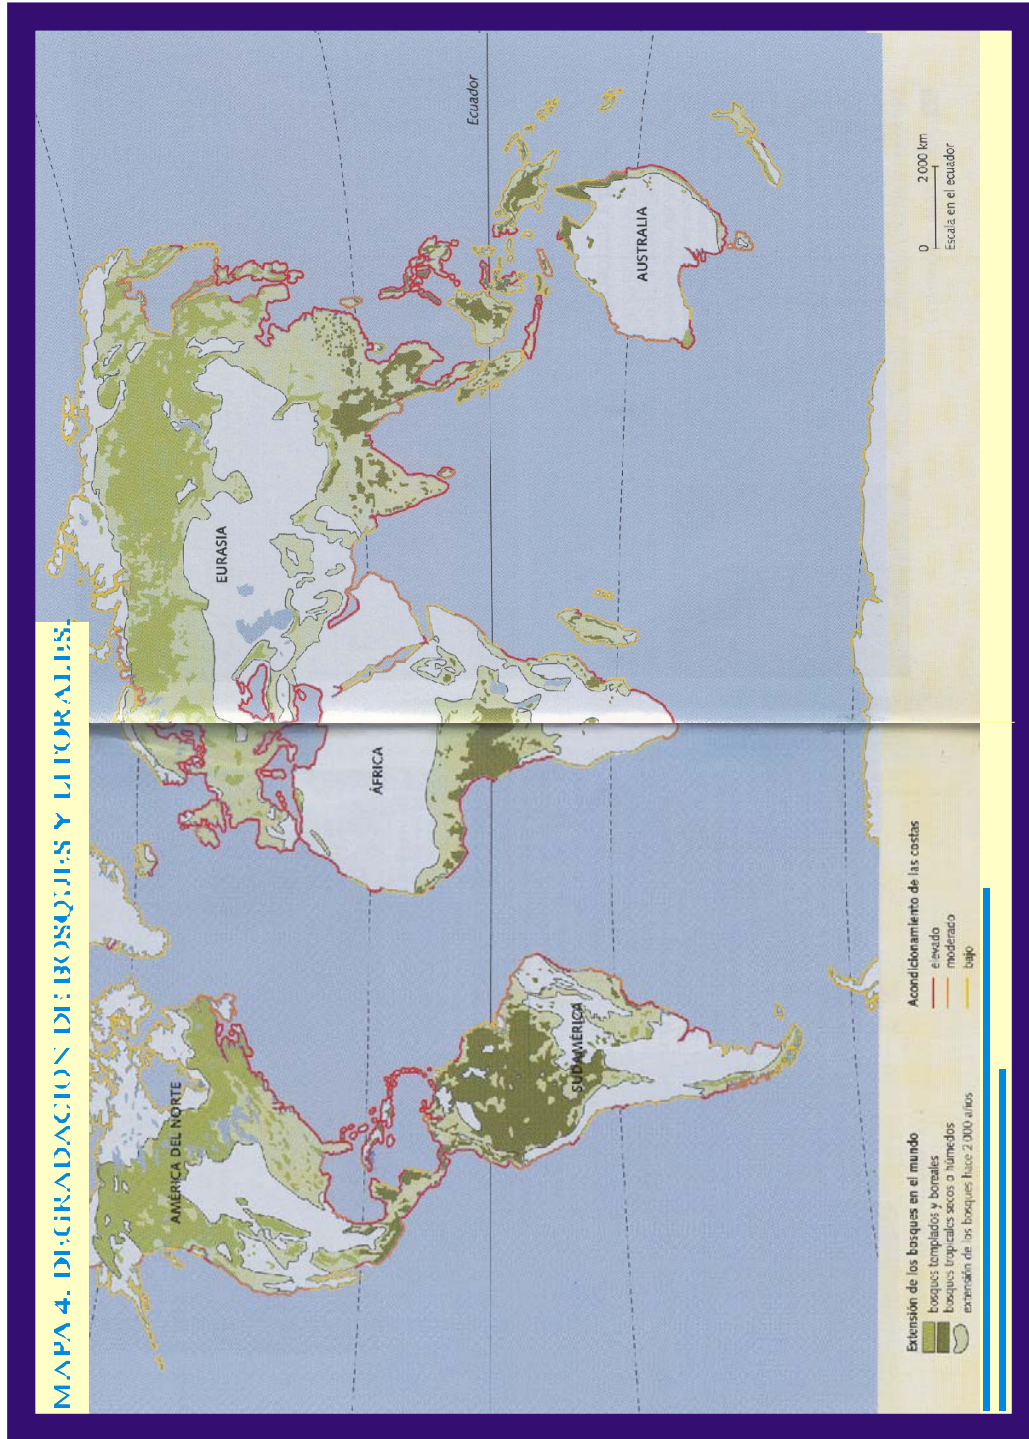 MAPA 4. DEGRADACION DE BOSQUES Y LITORALES.
Ecuador
EURASIA
AMÉRICA DEL NORTE
ÁFRICA
AUSTRALIA
SUDAMÉRICA
Extensión de los bosques en el mundo
bosques templados y boreales
bosques tropicales secos o húmedos
extensión de los bosques hace 2 000 años
Acondicionamiento de las costas
elevado
moderado
bajo
0 2 000 km
Escala en el ecuador